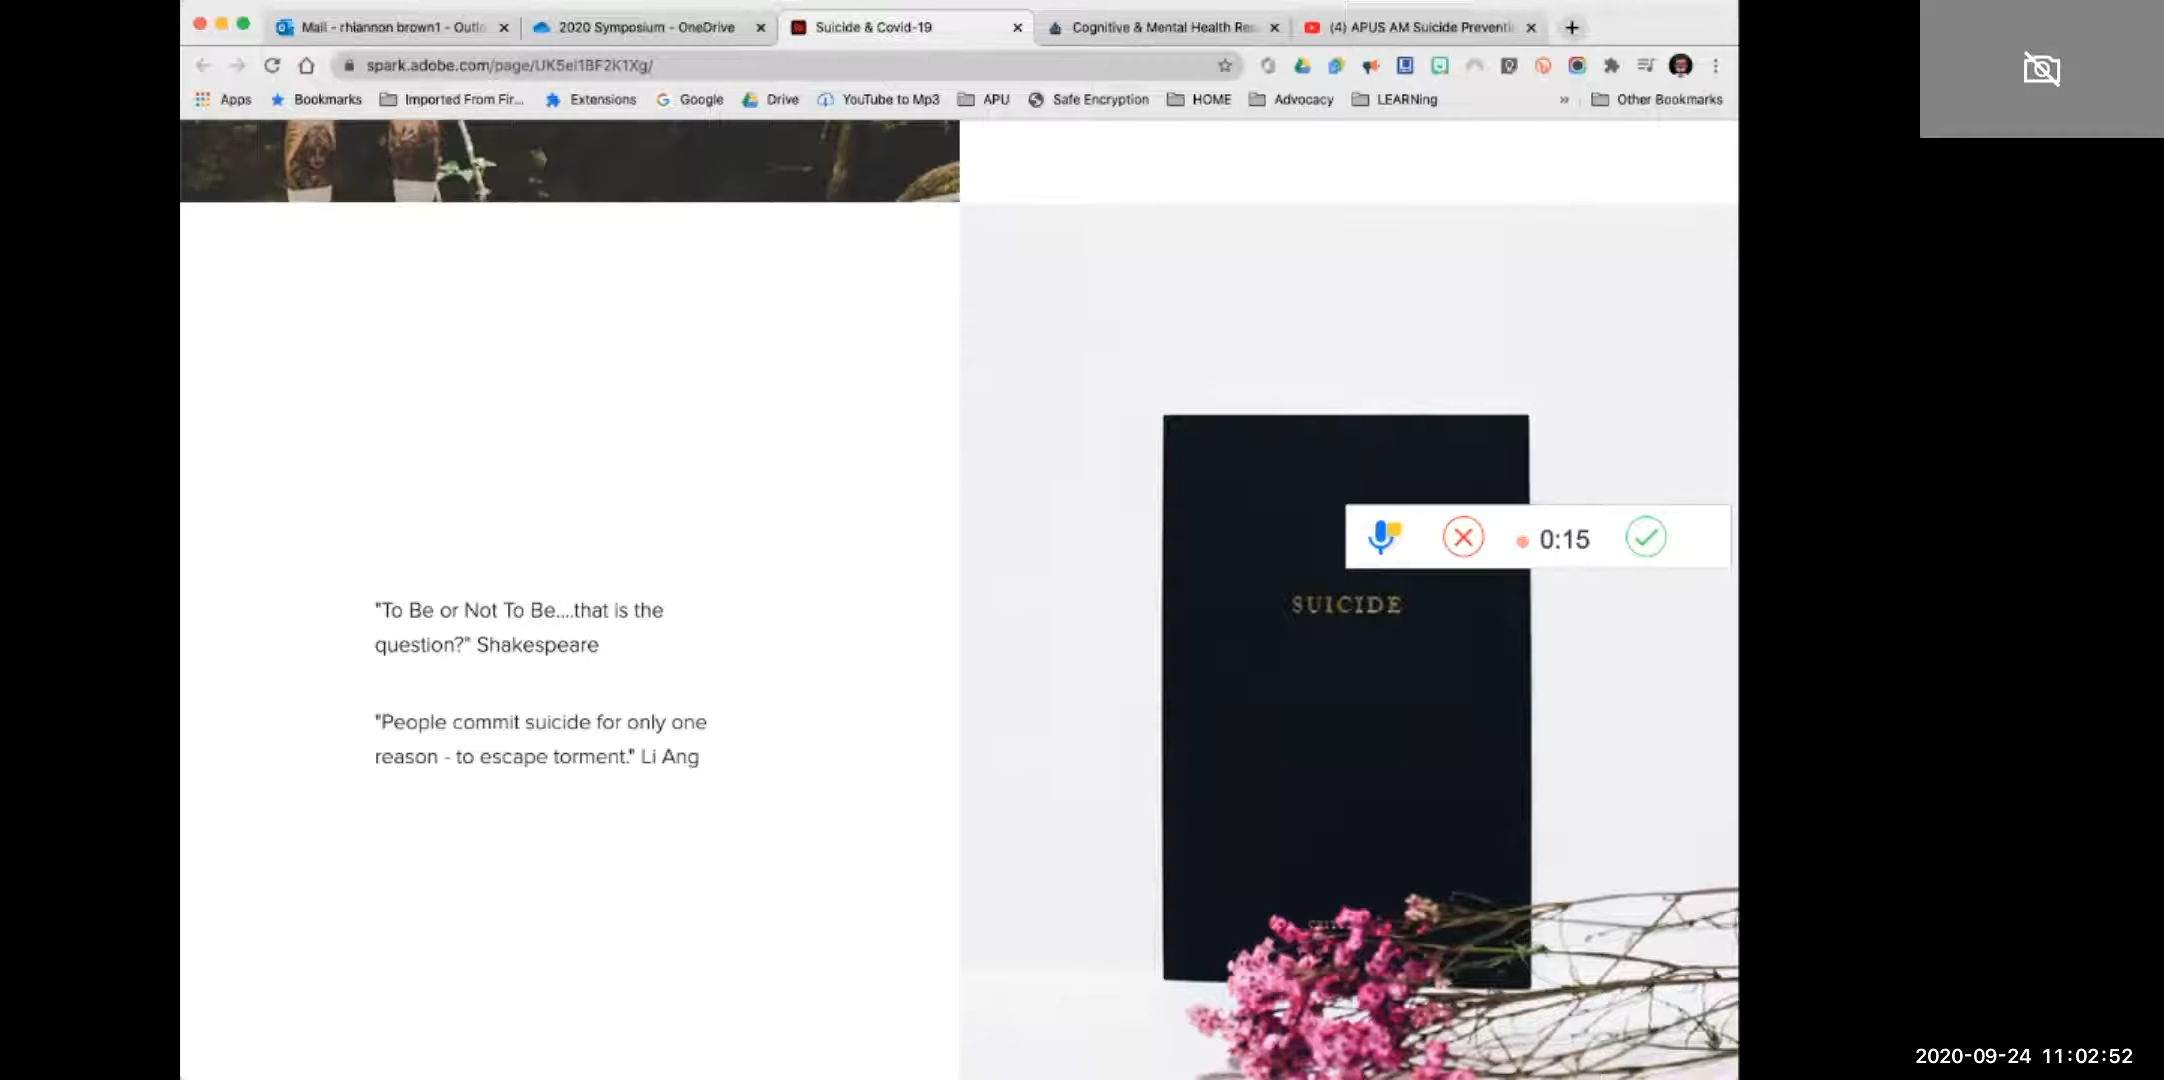 Mail - rhiannon brown1 - Outlo
2020 Symposium - OneDrive
Suicide & Covid-19
Cognitive & Mental Health Res
(4) APUS AM Suicide Preventi
spark.adobe.com/page/UK5el1BF2K1Xg/
Apps
Bookmarks
Imported From Fir...
Extensions
Google
Drive
YouTube to Mp3
APU
Safe Encryption
HOME
Advocacy
LEARNing
»
Other Bookmarks
0:15
SUICIDE
"To Be or Not To Be....that is the
question?" Shakespeare
"People commit suicide for only one
reason - to escape torment." Li Ang
2020-09-24 11:02:52